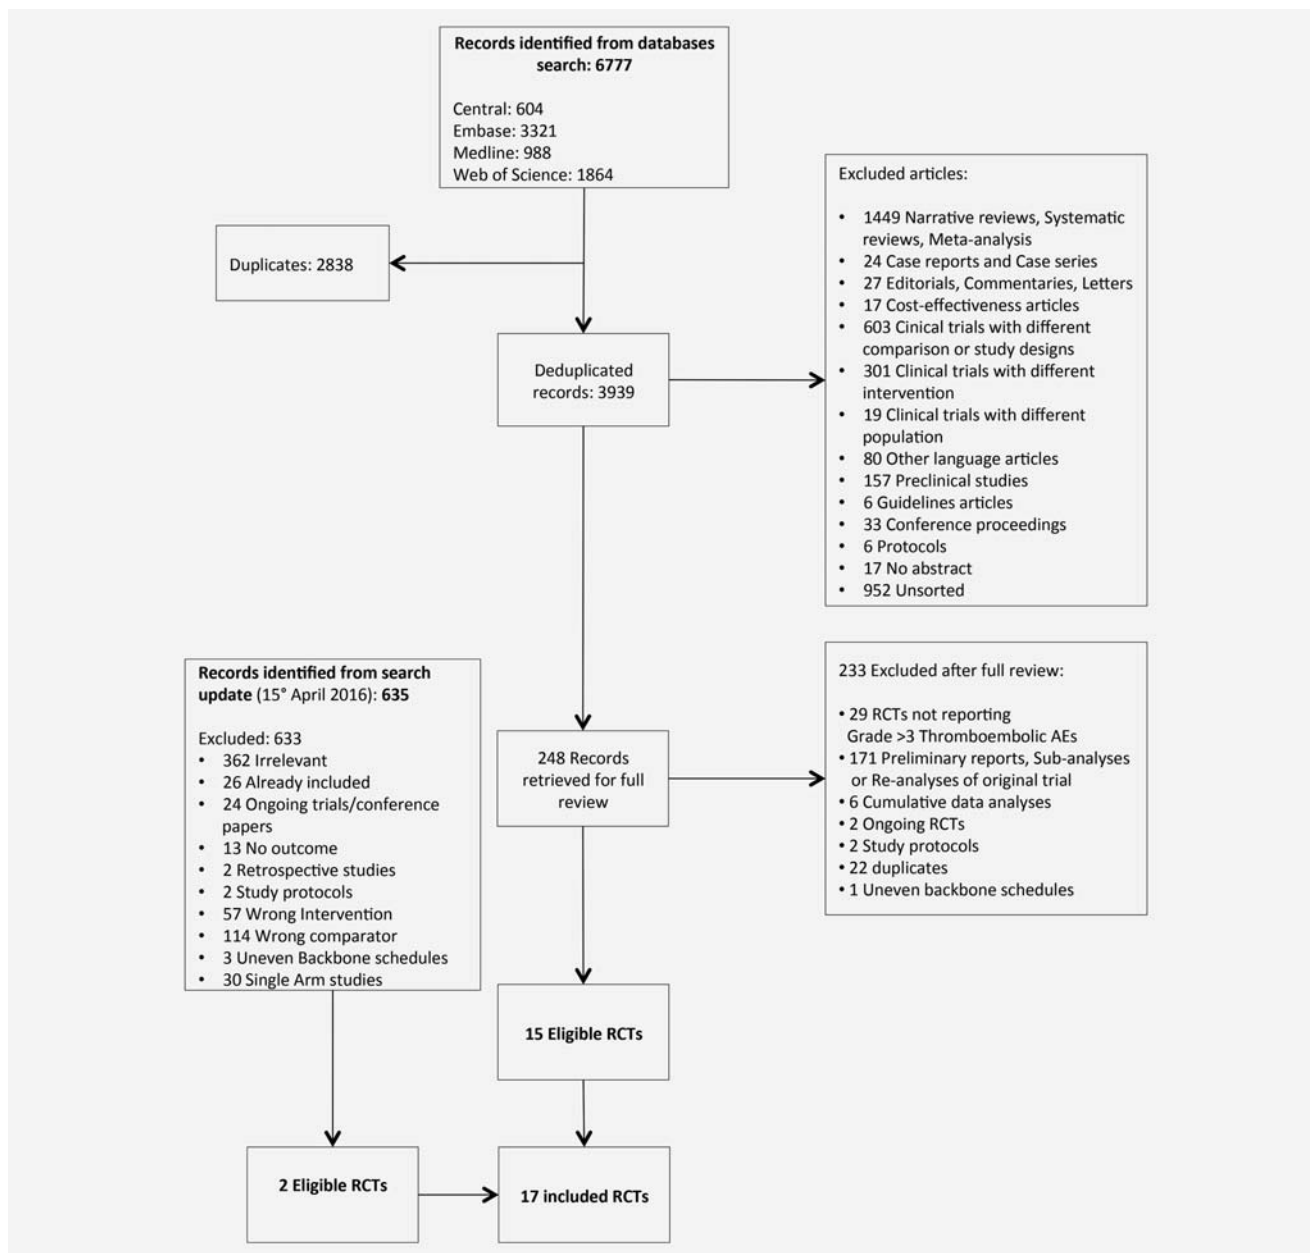 Records identified from databases
search: 6777
Central: 604
Embase: 3321
Medline: 988
Web of Science: 1864
Duplicates: 2838
Deduplicated
records: 3939
Excluded articles:
• 1449 Narrative reviews, Systematic
reviews, Meta-analysis
• 24 Case reports and Case series
• 27 Editorials, Commentaries, Letters
• 17 Cost-effectiveness articles
• 603 Cinical trials with different
comparison or study designs
• 301 Clinical trials with different
intervention
• 19 Clinical trials with different
population
• 80 Other language articles
• 157 Preclinical studies
• 6 Guidelines articles
• 33 Conference proceedings
• 6 Protocols
• 17 No abstract
• 952 Unsorted
Records identified from search
update (15° April 2016): 635
Excluded: 633
• 362 Irrelevant
• 26 Already included
• 24 Ongoing trials/conference
papers
• 13 No outcome
• 2 Retrospective studies
• 2 Study protocols
• 57 Wrong Intervention
• 114 Wrong comparator
• 3 Uneven Backbone schedules
• 30 Single Arm studies
248 Records
retrieved for full
review
233 Excluded after full review:
• 29 RCTs not reporting
Grade >3 Thromboembolic AEs
• 171 Preliminary reports, Sub-analyses
or Re-analyses of original trial
• 6 Cumulative data analyses
• 2 Ongoing RCTs
• 2 Study protocols
• 22 duplicates
• 1 Uneven backbone schedules
15 Eligible RCTs
2 Eligible RCTs
17 included RCTs